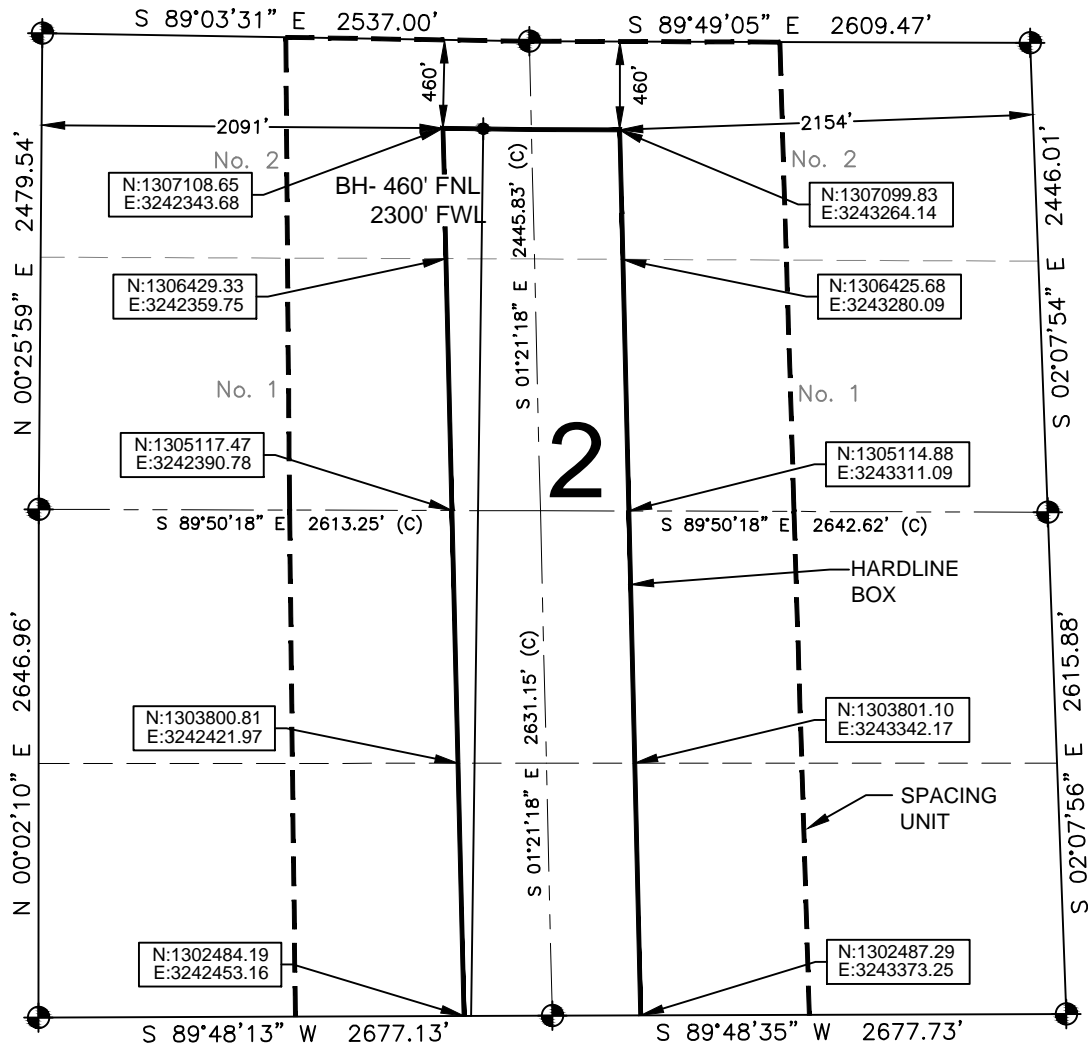 S 89°03'31" E 2537.00'
S 89°49'05" E 2609.47'
460'
460'
2091'
2154'
No. 2
No. 2
N:1307108.65
E:3242343.68
BH- 460' FNL
2300' FWL
N:1307099.83
E:3243264.14
N 00°25'59" E 2479.54'
S 01°21'18" E 2445.83' (C)
S 02°07'54" E 2446.01'
N:1306429.33
E:3242359.75
N:1306425.68
E:3243280.09
No. 1
No. 1
2
N:1305117.47
E:3242390.78
N:1305114.88
E:3243311.09
S 89°50'18" E 2613.25' (C)
S 89°50'18" E 2642.62' (C)
HARDLINE
BOX
N 00°02'10" E 2646.96'
S 01°21'18" E 2631.15' (C)
S 02°07'56" E 2615.88'
N:1303800.81
E:3242421.97
N:1303801.10
E:3243342.17
SPACING
UNIT
N:1302484.19
E:3242453.16
N:1302487.29
E:3243373.25
S 89°48'13" W 2677.13'
S 89°48'35" W 2677.73'